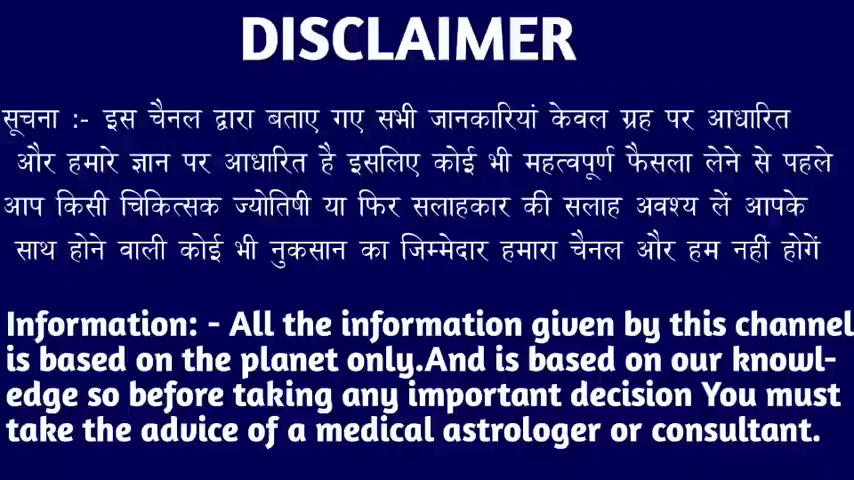 DISCLAIMER
सूचना :- इस चैनल द्वारा बताए गए सभी जानकारियां केवल ग्रह पर आधारित
और हमारे ज्ञान पर आधारित है इसलिए कोई भी महत्वपूर्ण फैसला लेने से पहले
आप किसी चिकित्सक ज्योतिषी या फिर सलाहकार की सलाह अवश्य लें आपके
साथ होने वाली कोई भी नुकसान का जिम्मेदार हमारा चैनल और हम नहीं होगें
Information: - All the information given by this channel
is based on the planet only.And is based on our knowl-
edge so before taking any important decision You must
take the advice of a medical astrologer or consultant.